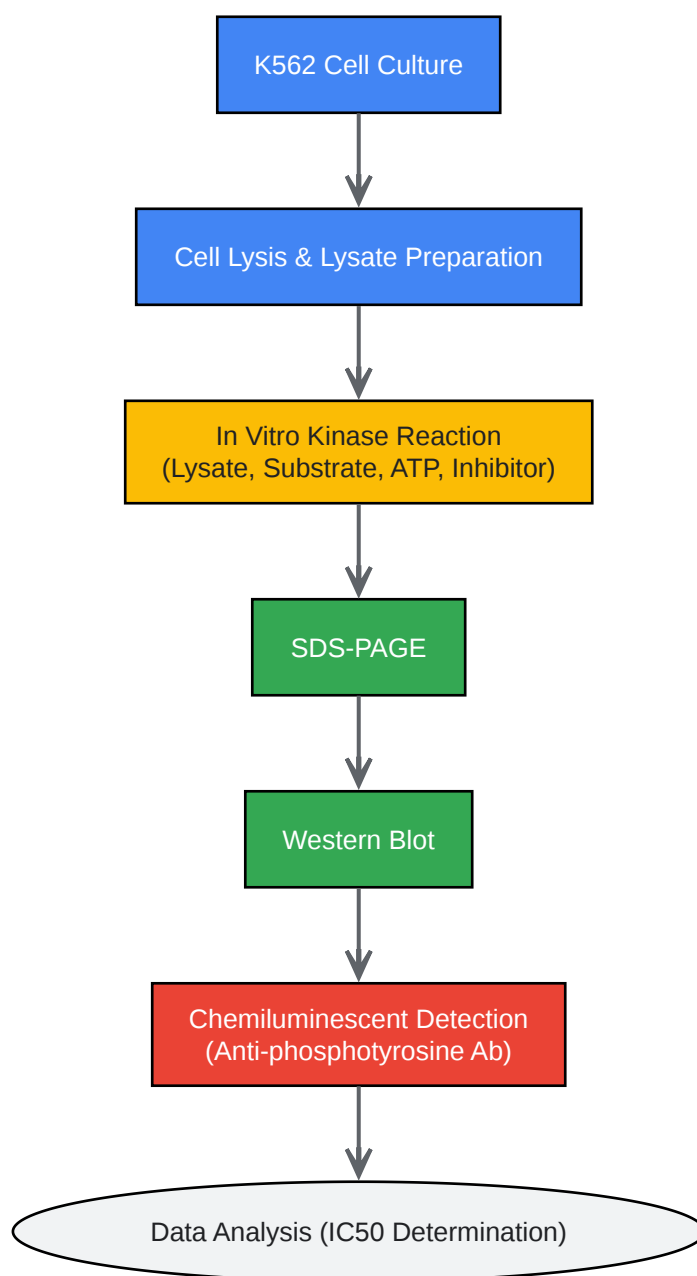 K562 Cell Culture
Cell Lysis & Lysate Preparation
In Vitro Kinase Reaction
(Lysate, Substrate, ATP, Inhibitor)
SDS-PAGE
Western Blot
Chemiluminescent Detection
(Anti-phosphotyrosine Ab)
Data Analysis (IC50 Determination)